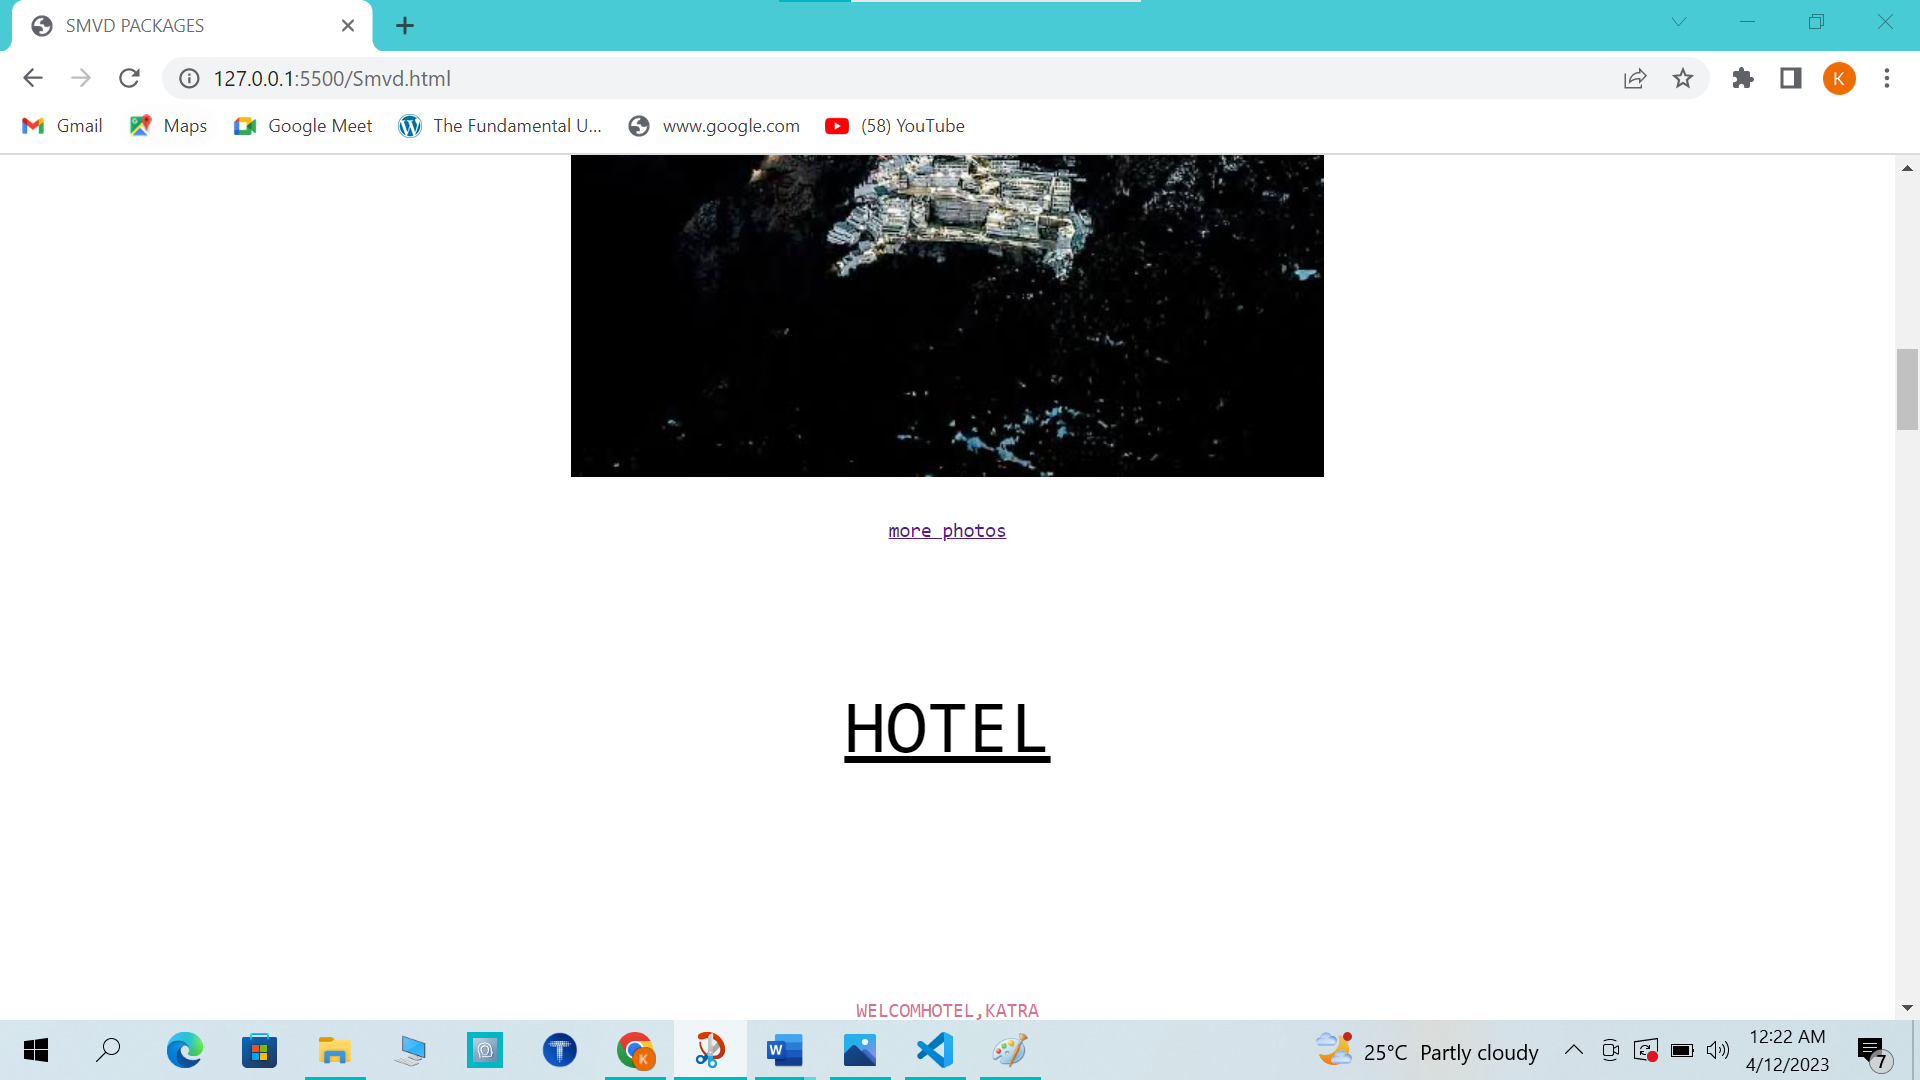 SMVD PACKAGES
127.0.0.1:5500/Smvd.html
K
Gmail
Maps
Google Meet
The Fundamental U...
www.google.com
(58) YouTube
more photos
HOTEL
WELCOMHOTEL,KATRA
25°C Partly cloudy
12:22 AM
4/12/2023
7